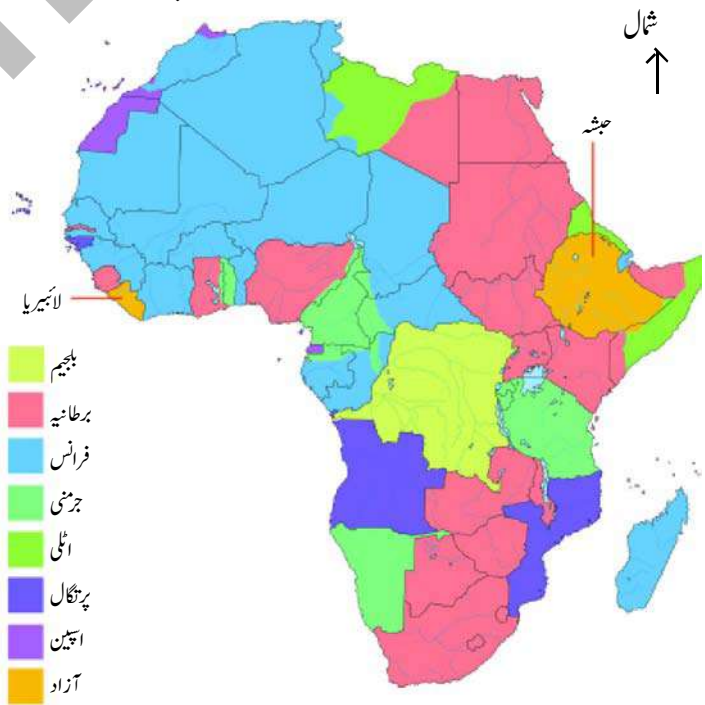 شمال
حبشہ
لائبیریا
بلجیم
برطانیہ
فرانس
جرمنی
اٹلی
پرتگال
اسپین
آزاد